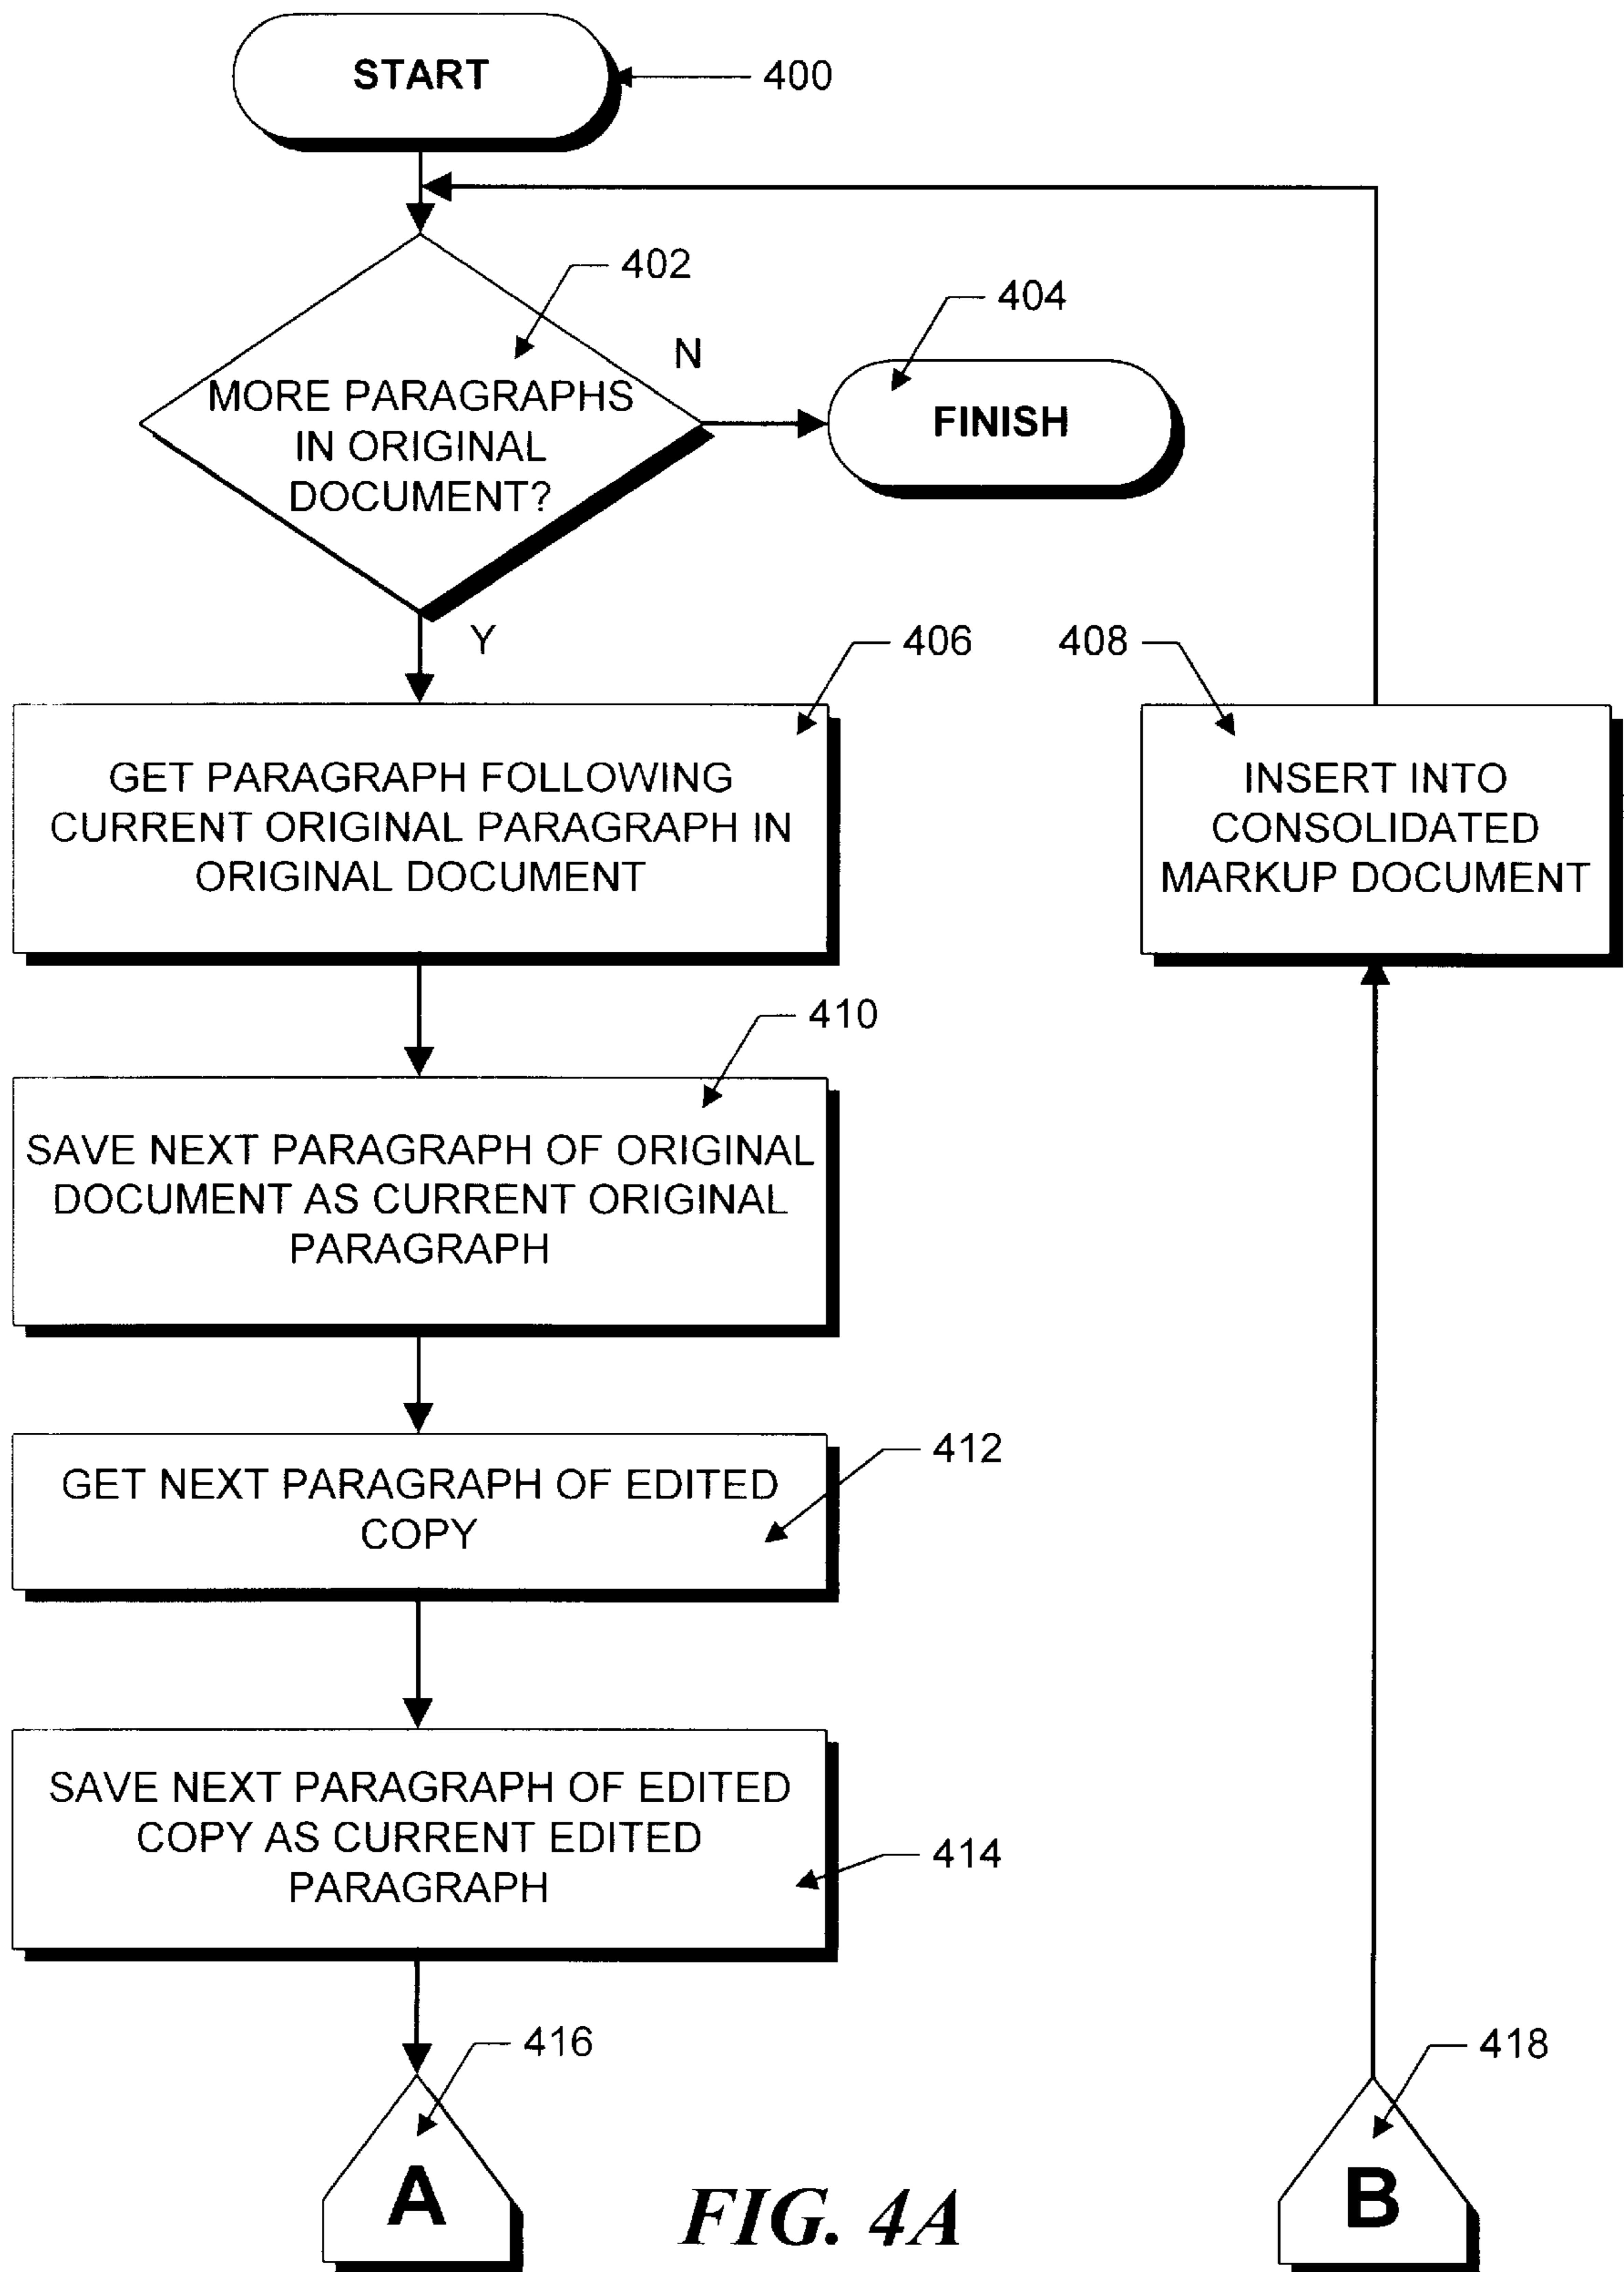 START
400
402
MORE PARAGRAPHS
IN ORIGINAL
DOCUMENT?
N
404
FINISH
Y
406
GET PARAGRAPH FOLLOWING
CURRENT ORIGINAL PARAGRAPH IN
ORIGINAL DOCUMENT
408
INSERT INTO
CONSOLIDATED
MARKUP DOCUMENT
410
SAVE NEXT PARAGRAPH OF ORIGINAL
DOCUMENT AS CURRENT ORIGINAL
PARAGRAPH
412
GET NEXT PARAGRAPH OF EDITED
COPY
SAVE NEXT PARAGRAPH OF EDITED
COPY AS CURRENT EDITED
PARAGRAPH
414
416
A
418
B
FIG. 4A